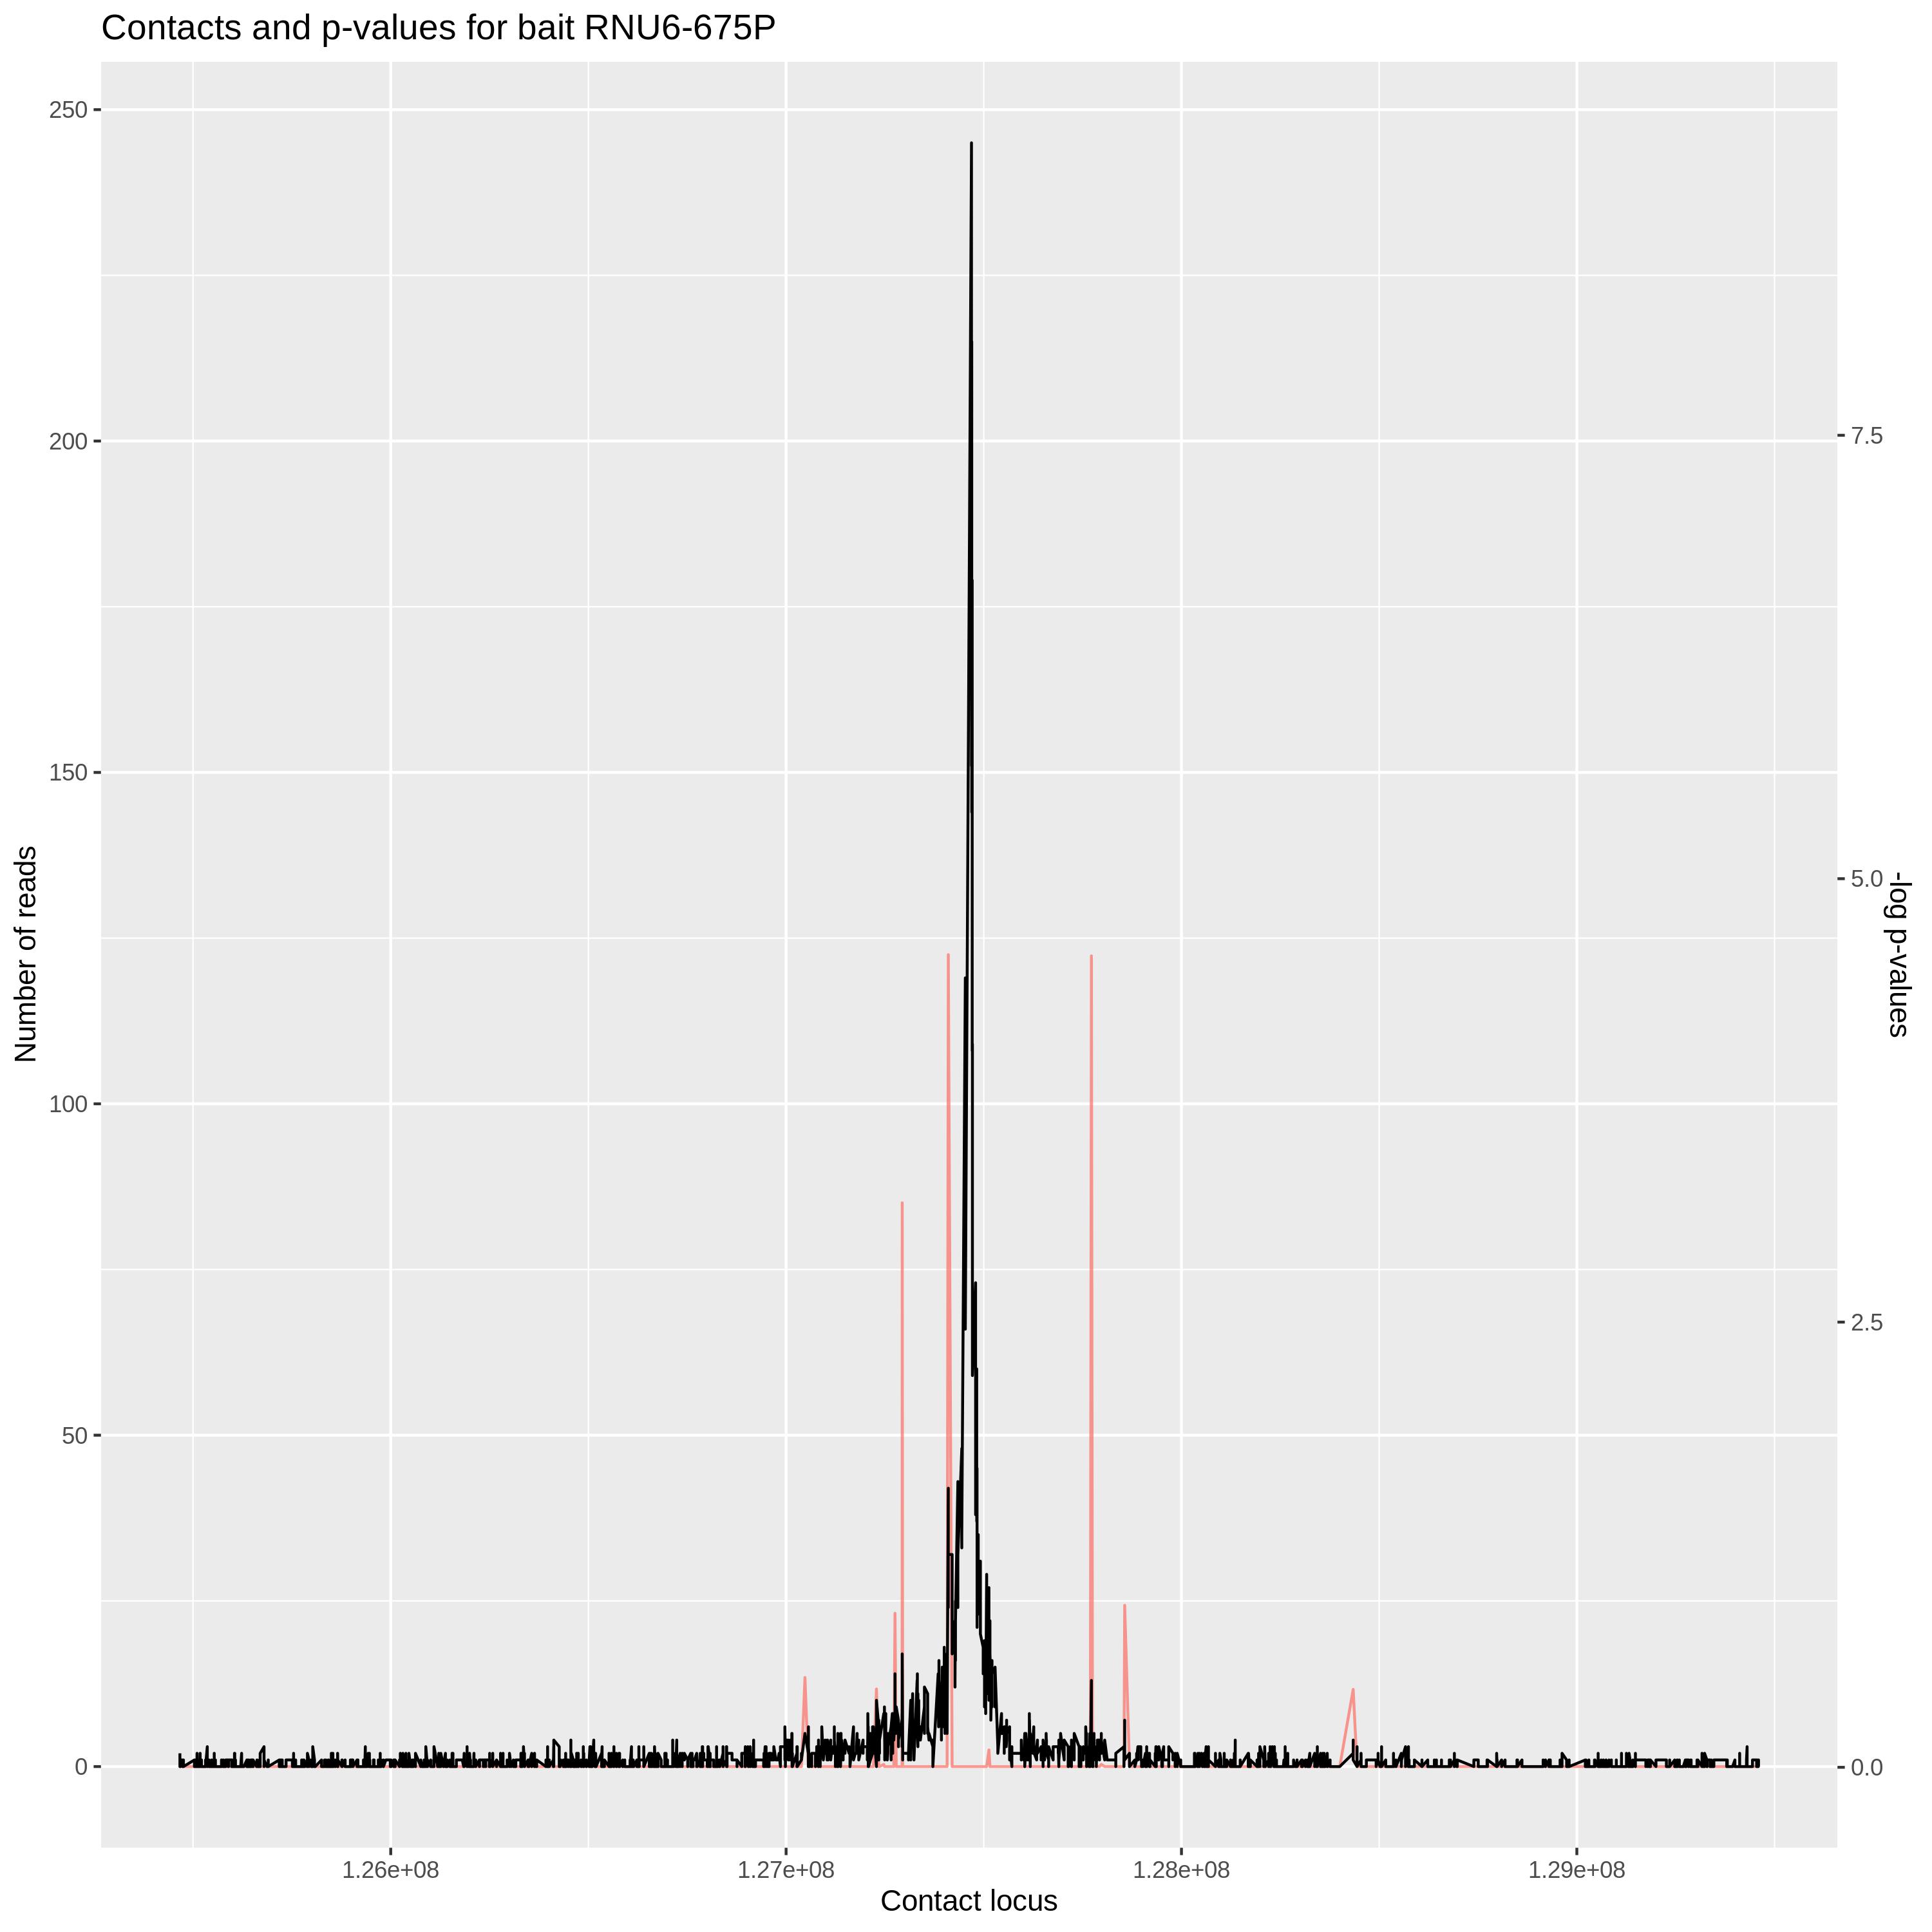 Contacts and p-values for bait RNU6-675P
250
200
150
100
50
0
7.5
5.0
2.5
0.0
Number of reads
-log p-values
1.26e+08
1.27e+08
1.28e+08
1.29e+08
Contact locus